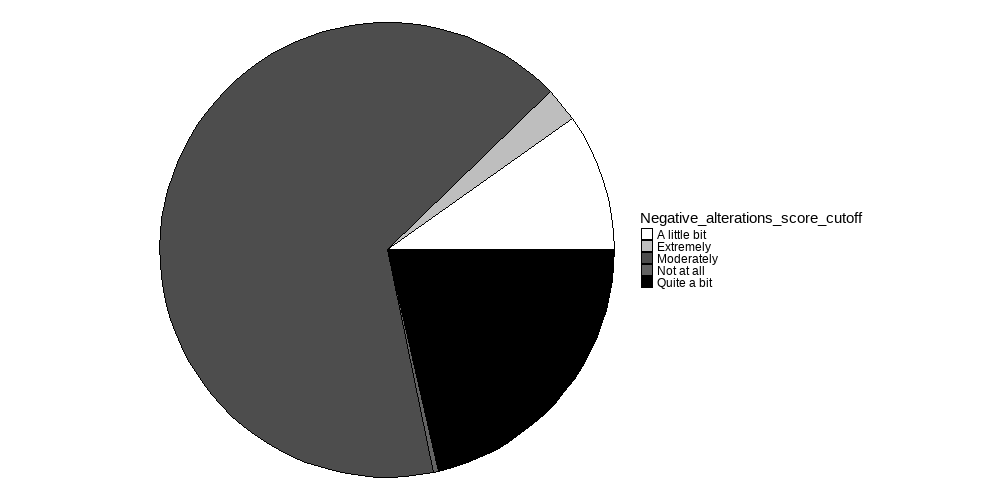 Negative_alterations_score_cutoff
A little bit
Extremely
Moderately
Not at all
Quite a bit